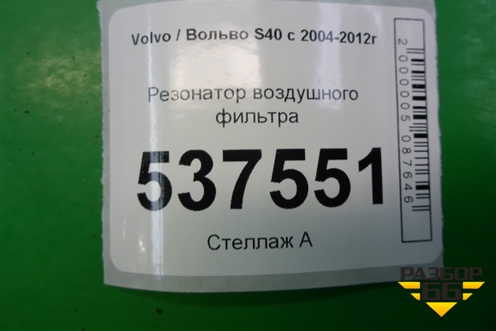 Volvo / Вольво S40 с 2004-2012г
Резонатор воздушного
фильтра
537551
Стеллаж А
2000005087646
РАЗБОР
66